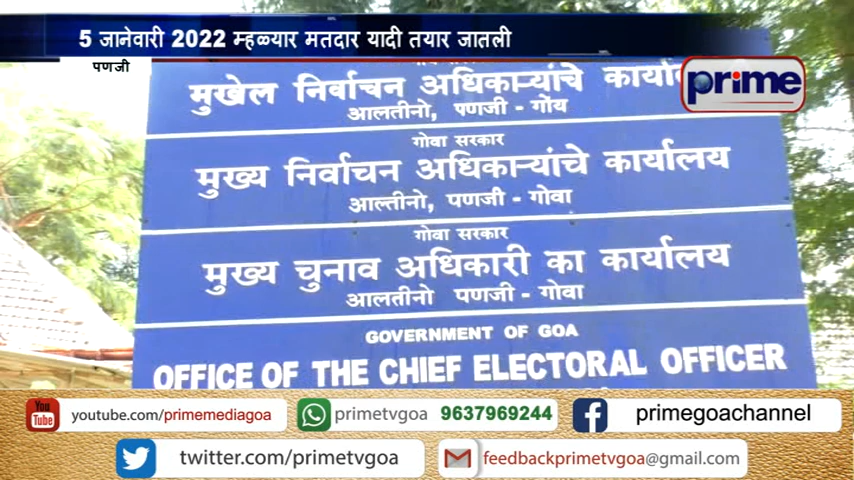 5 जानेवारी 2022 म्हळ्यार मतदार यादी तयार जातली
पणजी
prime
मुखेल निर्वाचन अधिकाऱ्यांचे कार्यालय
आलतीनो, पणजी - गोंय
गोवा सरकार
मुख्य निर्वाचन अधिकाऱ्यांचे कार्यालय
आल्तीनो, पणजी - गोवा
गोवा सरकार
मुख्य चुनाव अधिकारी का कार्यालय
आलतीनो पणजी - गोवा
GOVERNMENT OF GOA
OFFICE OF THE CHIEF ELECTORAL OFFICER
You Tube youtube.com/primemediagoa primetvgoa 9637969244 primegoachannel
twitter.com/primetvgoa feedbackprimetvgoa@gmail.com